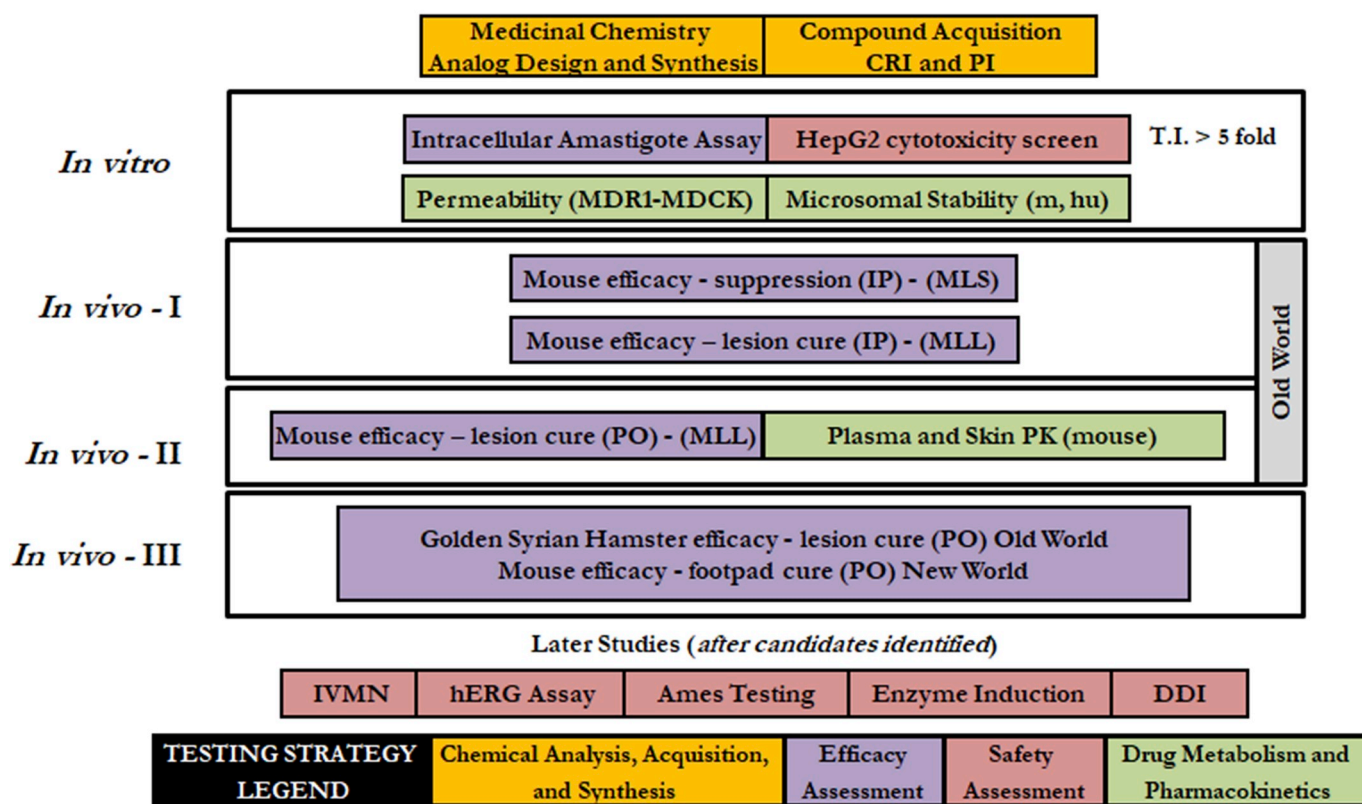 Medicinal Chemistry
Analog Design and Synthesis
Compound Acquisition
CRI and PI
In vitro
Intracellular Amastigote Assay
HepG2 cytotoxicity screen
T.I. > 5 fold
Permeability (MDR1-MDCK)
Microsomal Stability (m, hu)
In vivo - I
Mouse efficacy - suppression (IP) - (MLS)
Mouse efficacy – lesion cure (IP) - (MLL)
Old World
In vivo - II
Mouse efficacy – lesion cure (PO) - (MLL)
Plasma and Skin PK (mouse)
In vivo - III
Golden Syrian Hamster efficacy - lesion cure (PO) Old World
Mouse efficacy - footpad cure (PO) New World
Later Studies (after candidates identified)
IVMN
hERG Assay
Ames Testing
Enzyme Induction
DDI
TESTING STRATEGY
LEGEND
Chemical Analysis, Acquisition,
and Synthesis
Efficacy
Assessment
Safety
Assessment
Drug Metabolism and
Pharmacokinetics